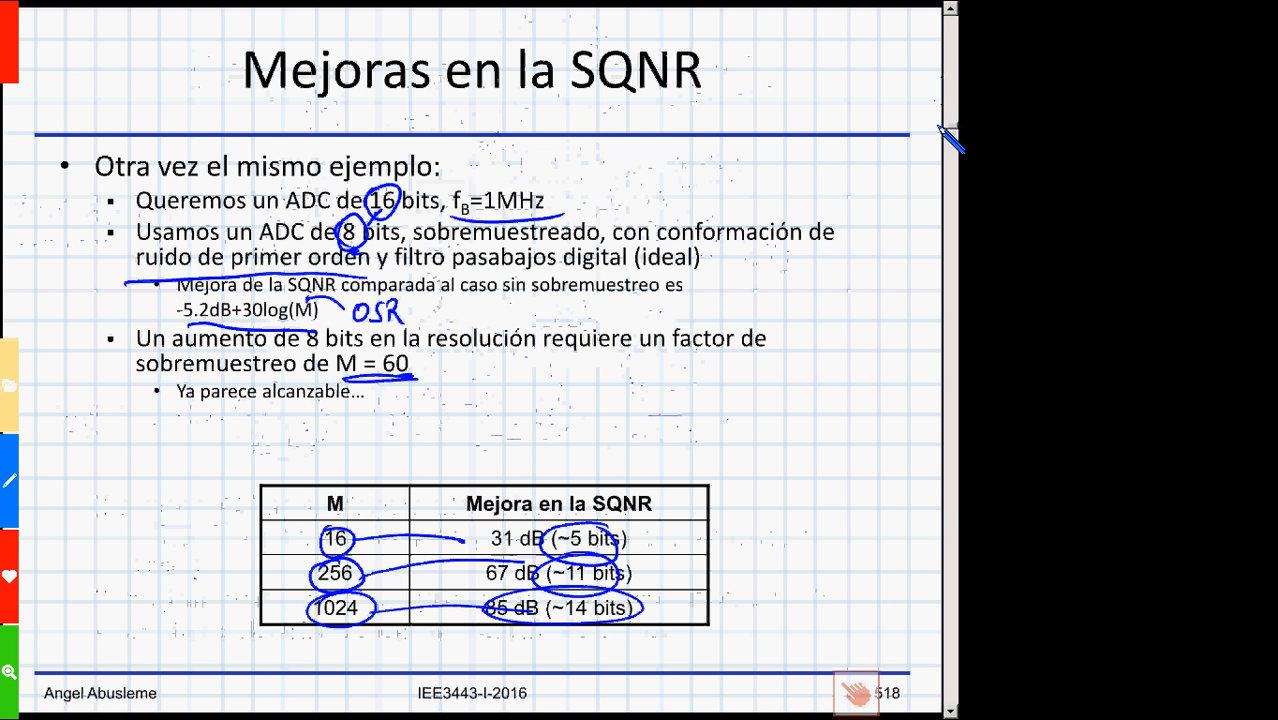 Mejoras en la SQNR
• Otra vez el mismo ejemplo:
▪ Queremos un ADC de 16 bits, fB=1MHz
▪ Usamos un ADC de 8 bits, sobremuestreado, con conformación de
ruido de primer orden y filtro pasabajos digital (ideal)
• Mejora de la SQNR comparada al caso sin sobremuestreo es
-5.2dB+30log(M) OSR
▪ Un aumento de 8 bits en la resolución requiere un factor de
sobremuestreo de M = 60
• Ya parece alcanzable...
M Mejora en la SQNR
16 31 dB (~5 bits)
256 67 dB (~11 bits)
1024 85 dB (~14 bits)
Angel Abusleme IEE3443-I-2016 518